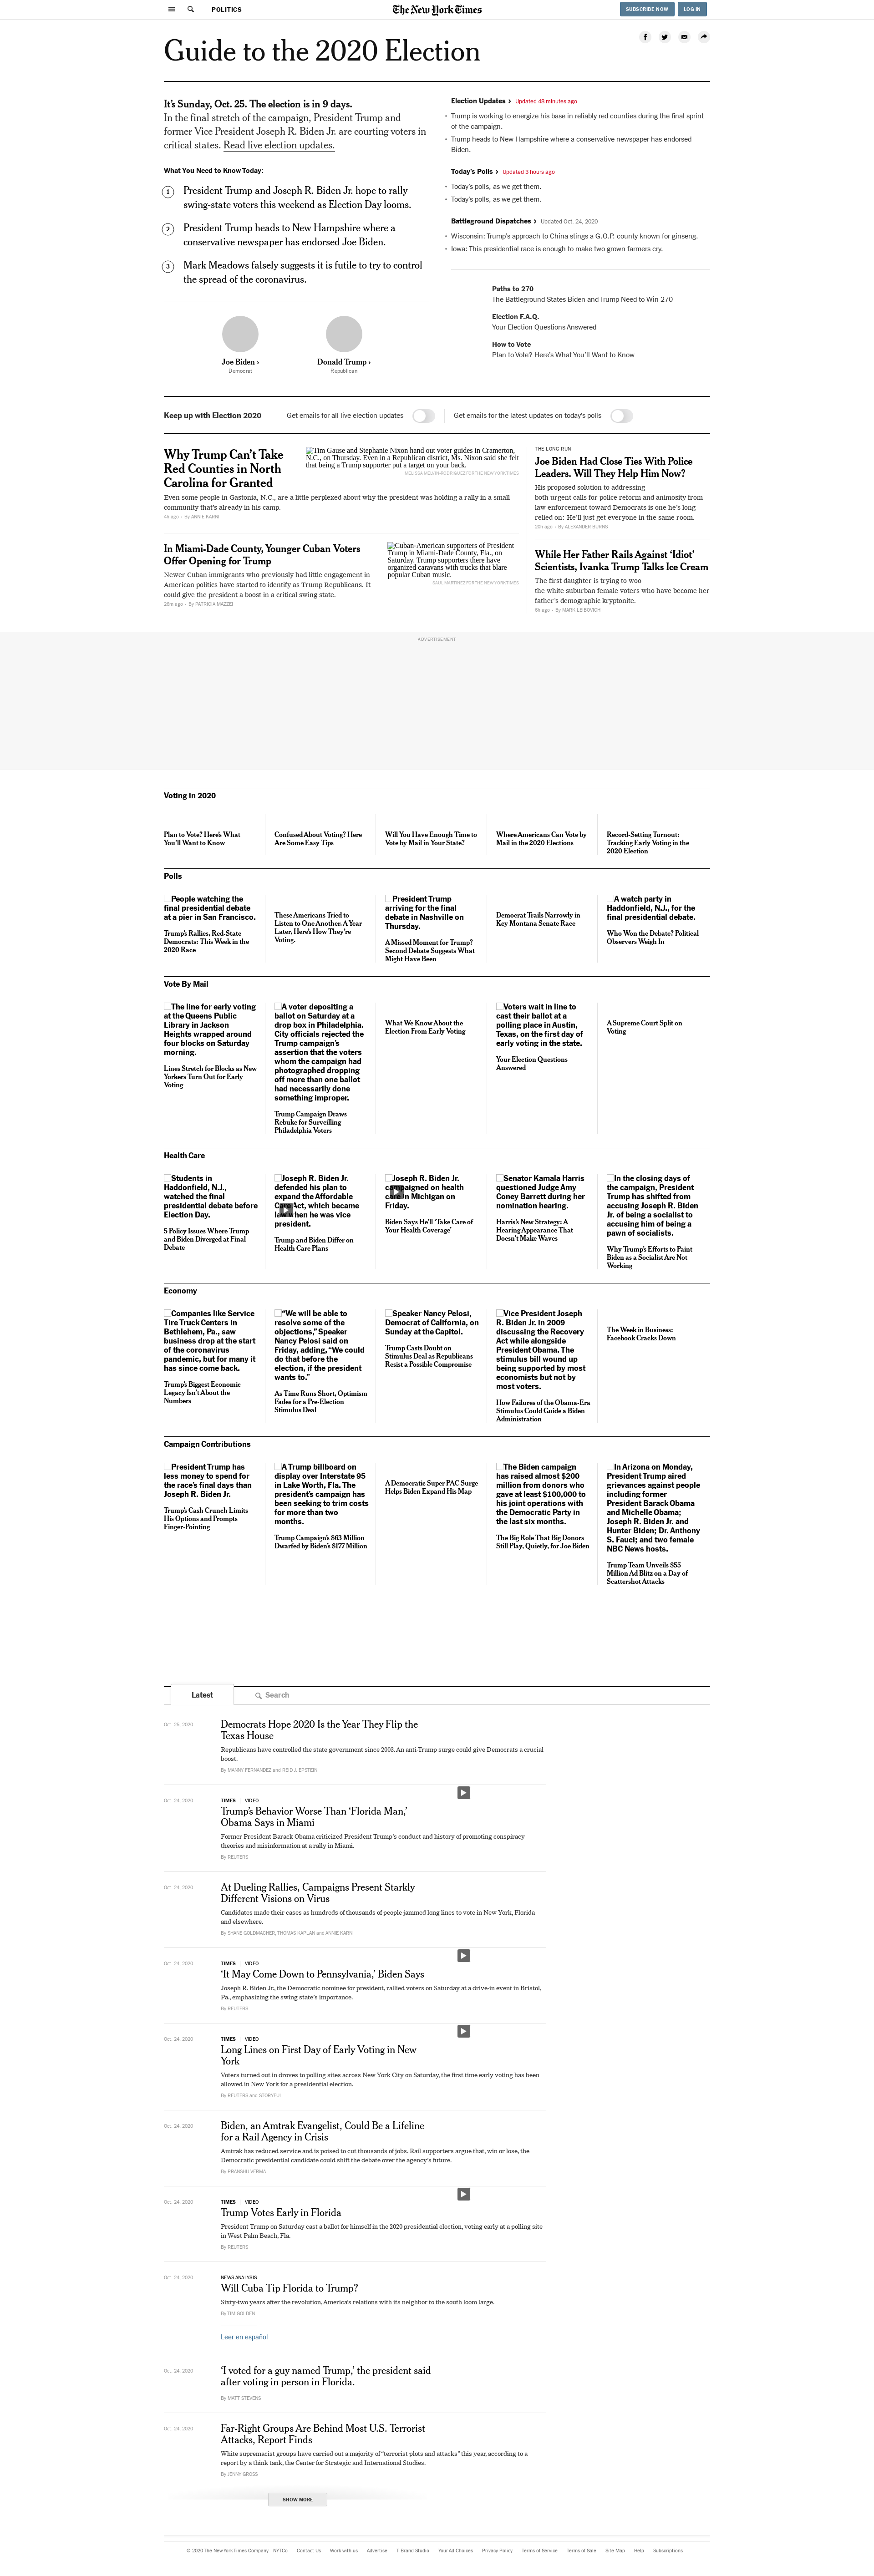 POLITICS
The New York Times
SUBSCRIBE NOW
LOG IN
Guide to the 2020 Election
It's Sunday, Oct. 25. The election is in 9 days.
In the final stretch of the campaign, President Trump and
former Vice President Joseph R. Biden Jr. are courting voters in
critical states. Read live election updates.
What You Need to Know Today:
1
President Trump and Joseph R. Biden Jr. hope to rally
swing-state voters this weekend as Election Day looms.
2
President Trump heads to New Hampshire where a
conservative newspaper has endorsed Joe Biden.
3
Mark Meadows falsely suggests it is futile to try to control
the spread of the coronavirus.
Joe Biden ›
Democrat
Donald Trump ›
Republican
Election Updates › Updated 48 minutes ago
• Trump is working to energize his base in reliably red counties during the final sprint
of the campaign.
• Trump heads to New Hampshire where a conservative newspaper has endorsed
Biden.
Today's Polls › Updated 3 hours ago
• Today's polls, as we get them.
• Today's polls, as we get them.
Battleground Dispatches › Updated Oct. 24, 2020
• Wisconsin: Trump's approach to China stings a G.O.P. county known for ginseng.
• Iowa: This presidential race is enough to make two grown farmers cry.
Paths to 270
The Battleground States Biden and Trump Need to Win 270
Election F.A.Q.
Your Election Questions Answered
How to Vote
Plan to Vote? Here's What You'll Want to Know
Keep up with Election 2020
Get emails for all live election updates
Get emails for the latest updates on today's polls
Why Trump Can't Take
Red Counties in North
Carolina for Granted
Tim Gause and Stephanie Nixon hand out voter guides in Cramerton,
N.C., on Thursday. Even in a Republican district, Ms. Nixon said she felt
that being a Trump supporter put a target on your back.
MELISSA MELVIN-RODRIGUEZ FOR THE NEW YORK TIMES
Even some people in Gastonia, N.C., are a little perplexed about why the president was holding a rally in a small
community that's already in his camp.
4h ago - By ANNIE KARNI
In Miami-Dade County, Younger Cuban Voters
Offer Opening for Trump
Newer Cuban immigrants who previously had little engagement in
American politics have started to identify as Trump Republicans. It
could give the president a boost in a critical swing state.
28m ago - By PATRICIA MAZZEI
Cuban-American supporters of President
Trump in Miami-Dade County, Fla., on
Saturday. Trump supporters there have
organized caravans with trucks that blare
popular Cuban music.
SAUL MARTINEZ FOR THE NEW YORK TIMES
THE LONG RUN
Joe Biden Had Close Ties With Police
Leaders. Will They Help Him Now?
His proposed solution to addressing
both urgent calls for police reform and animosity from
law enforcement toward Democrats is one he's long
relied on: He'll just get everyone in the same room.
20h ago - By ALEXANDER BURNS
While Her Father Rails Against 'Idiot'
Scientists, Ivanka Trump Talks Ice Cream
The first daughter is trying to woo
the white suburban female voters who have become her
father's demographic kryptonite.
6h ago - By MARK LEIBOVICH
ADVERTISEMENT
Voting in 2020
Plan to Vote? Here's What
You'll Want to Know
Confused About Voting? Here
Are Some Easy Tips
Will You Have Enough Time to
Vote by Mail in Your State?
Where Americans Can Vote by
Mail in the 2020 Elections
Record-Setting Turnout:
Tracking Early Voting in the
2020 Election
Polls
People watching the
final presidential debate
at a pier in San Francisco.
Trump's Rallies, Red-State
Democrats: This Week in the
2020 Race
These Americans Tried to
Listen to One Another. A Year
Later, Here's How They're
Voting.
President Trump
arriving for the final
debate in Nashville on
Thursday.
A Missed Moment for Trump?
Second Debate Suggests What
Might Have Been
Democrat Trails Narrowly in
Key Montana Senate Race
A watch party in
Haddonfield, N.J., for the
final presidential debate.
Who Won the Debate? Political
Observers Weigh In
Vote By Mail
The line for early voting
at the Queens Public
Library in Jackson
Heights wrapped around
four blocks on Saturday
morning.
Lines Stretch for Blocks as New
Yorkers Turn Out for Early
Voting
A voter depositing a
ballot on Saturday at a
drop box in Philadelphia.
City officials rejected the
Trump campaign's
assertion that the voters
whom the campaign had
photographed dropping
off more than one ballot
had necessarily done
something improper.
Trump Campaign Draws
Rebuke for Surveilling
Philadelphia Voters
What We Know About the
Election From Early Voting
Voters wait in line to
cast their ballot at a
polling place in Austin,
Texas, on the first day of
early voting in the state.
Your Election Questions
Answered
A Supreme Court Split on
Voting
Health Care
Students in
Haddonfield, N.J.,
watched the final
presidential debate before
Election Day.
5 Policy Issues Where Trump
and Biden Diverged at Final
Debate
Joseph R. Biden Jr.
defended his plan to
expand the Affordable
Care Act, which became
law when he was vice
president.
Trump and Biden Differ on
Health Care Plans
Joseph R. Biden Jr.
campaigned on health
care in Michigan on
Friday.
Biden Says He'll 'Take Care of
Your Health Coverage'
Senator Kamala Harris
questioned Judge Amy
Coney Barrett during her
nomination hearing.
Harris's New Strategy: A
Hearing Appearance That
Doesn't Make Waves
In the closing days of
the campaign, President
Trump has shifted from
accusing Joseph R. Biden
Jr. of being a socialist to
accusing him of being a
pawn of socialists.
Why Trump's Efforts to Paint
Biden as a Socialist Are Not
Working
Economy
Companies like Service
Tire Truck Centers in
Bethlehem, Pa., saw
business drop at the start
of the coronavirus
pandemic, but for many it
has since come back.
Trump's Biggest Economic
Legacy Isn't About the
Numbers
"We will be able to
resolve some of the
objections," Speaker
Nancy Pelosi said on
Friday, adding, "We could
do that before the
election, if the president
wants to."
As Time Runs Short, Optimism
Fades for a Pre-Election
Stimulus Deal
Speaker Nancy Pelosi,
Democrat of California, on
Sunday at the Capitol.
Trump Casts Doubt on
Stimulus Deal as Republicans
Resist a Possible Compromise
Vice President Joseph
R. Biden Jr. in 2009
discussing the Recovery
Act while alongside
President Obama. The
stimulus bill wound up
being supported by most
economists but not by
most voters.
How Failures of the Obama-Era
Stimulus Could Guide a Biden
Administration
The Week in Business:
Facebook Cracks Down
Campaign Contributions
President Trump has
less money to spend for
the race's final days than
Joseph R. Biden Jr.
Trump's Cash Crunch Limits
His Options and Prompts
Finger-Pointing
A Trump billboard on
display over Interstate 95
in Lake Worth, Fla. The
president's campaign has
been seeking to trim costs
for more than two
months.
Trump Campaign's $63 Million
Dwarfed by Biden's $177 Million
A Democratic Super PAC Surge
Helps Biden Expand His Map
The Biden campaign
has raised almost $200
million from donors who
gave at least $100,000 to
his joint operations with
the Democratic Party in
the last six months.
The Big Role That Big Donors
Still Play, Quietly, for Joe Biden
In Arizona on Monday,
President Trump aired
grievances against people
including former
President Barack Obama
and Michelle Obama;
Joseph R. Biden Jr. and
Hunter Biden; Dr. Anthony
S. Fauci; and two female
NBC News hosts.
Trump Team Unveils $55
Million Ad Blitz on a Day of
Scattershot Attacks
Latest
Search
Oct. 25, 2020
Democrats Hope 2020 Is the Year They Flip the
Texas House
Republicans have controlled the state government since 2003. An anti-Trump surge could give Democrats a crucial
boost.
By MANNY FERNANDEZ and REID J. EPSTEIN
Oct. 24, 2020
TIMES | VIDEO
Trump's Behavior Worse Than 'Florida Man,'
Obama Says in Miami
Former President Barack Obama criticized President Trump's conduct and history of promoting conspiracy
theories and misinformation at a rally in Miami.
By REUTERS
Oct. 24, 2020
At Dueling Rallies, Campaigns Present Starkly
Different Visions on Virus
Candidates made their cases as hundreds of thousands of people jammed long lines to vote in New York, Florida
and elsewhere.
By SHANE GOLDMACHER, THOMAS KAPLAN and ANNIE KARNI
Oct. 24, 2020
TIMES | VIDEO
'It May Come Down to Pennsylvania,' Biden Says
Joseph R. Biden Jr., the Democratic nominee for president, rallied voters on Saturday at a drive-in event in Bristol,
Pa., emphasizing the swing state's importance.
By REUTERS
Oct. 24, 2020
TIMES | VIDEO
Long Lines on First Day of Early Voting in New
York
Voters turned out in droves to polling sites across New York City on Saturday, the first time early voting has been
allowed in New York for a presidential election.
By REUTERS and STORYFUL
Oct. 24, 2020
Biden, an Amtrak Evangelist, Could Be a Lifeline
for a Rail Agency in Crisis
Amtrak has reduced service and is poised to cut thousands of jobs. Rail supporters argue that, win or lose, the
Democratic presidential candidate could shift the debate over the agency's future.
By PRANSHU VERMA
Oct. 24, 2020
TIMES | VIDEO
Trump Votes Early in Florida
President Trump on Saturday cast a ballot for himself in the 2020 presidential election, voting early at a polling site
in West Palm Beach, Fla.
By REUTERS
Oct. 24, 2020
NEWS ANALYSIS
Will Cuba Tip Florida to Trump?
Sixty-two years after the revolution, America's relations with its neighbor to the south loom large.
By TIM GOLDEN
Leer en español
Oct. 24, 2020
'I voted for a guy named Trump,' the president said
after voting in person in Florida.
By MATT STEVENS
Oct. 24, 2020
Far-Right Groups Are Behind Most U.S. Terrorist
Attacks, Report Finds
White supremacist groups have carried out a majority of "terrorist plots and attacks" this year, according to a
report by a think tank, the Center for Strategic and International Studies.
By JENNY GROSS
SHOW MORE
© 2020 The New York Times Company NYTCo Contact Us Work with us Advertise T Brand Studio Your Ad Choices Privacy Policy Terms of Service Terms of Sale Site Map Help Subscriptions